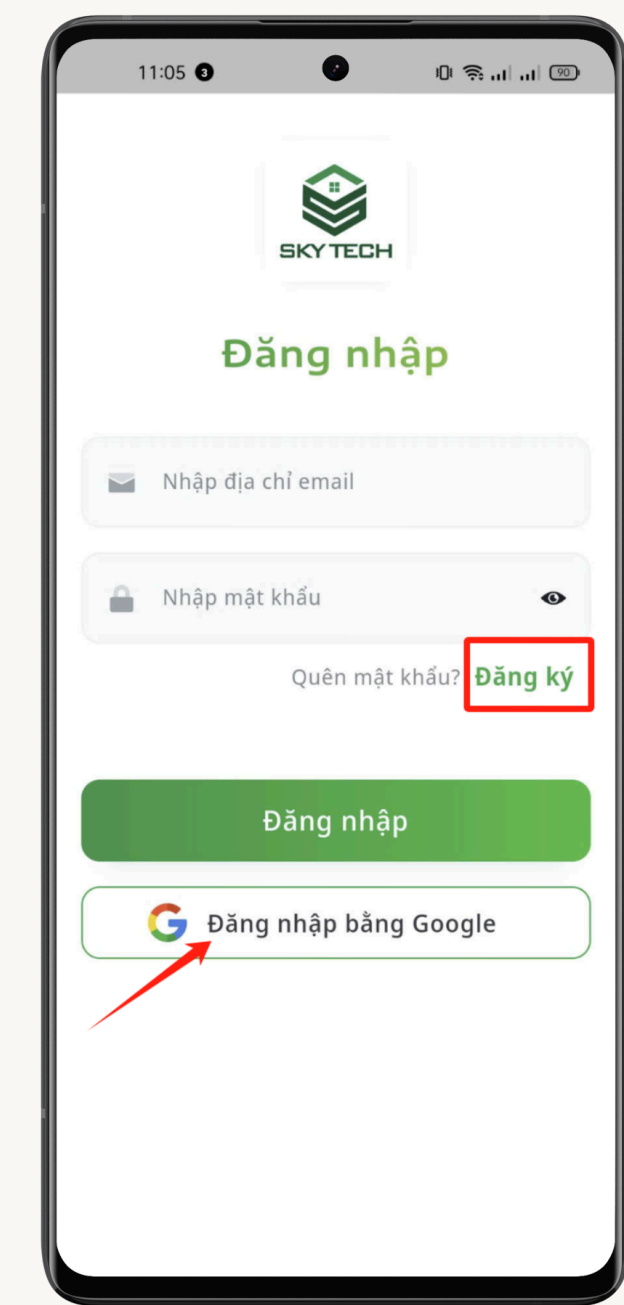 11:05 3
90
SKY TECH
Đăng nhập
Nhập địa chỉ email
Nhập mật khẩu
Quên mật khẩu? Đăng ký
Đăng nhập
Đăng nhập bằng Google